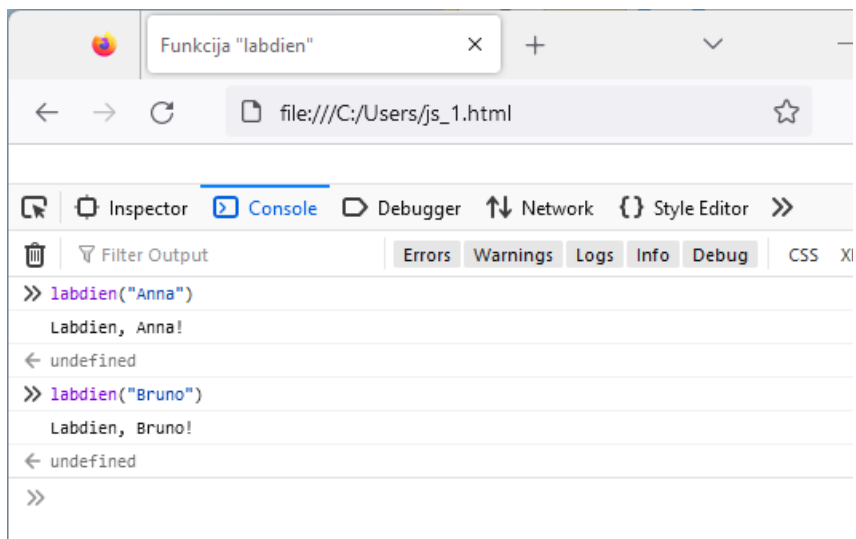 Funkcija "labdien"
file:///C:/Users/js_1.html
Inspector Console Debugger Network Style Editor
Filter Output Errors Warnings Logs Info Debug CSS
labdien("Anna")
Labdien, Anna!
undefined
labdien("Bruno")
Labdien, Bruno!
undefined